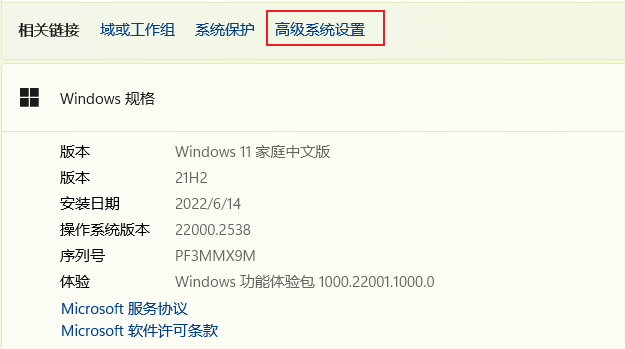 相关链接 域或工作组 系统保护 高级系统设置
Windows 规格
版本 Windows 11 家庭中文版
版本 21H2
安装日期 2022/6/14
操作系统版本 22000.2538
序列号 PF3MMX9M
体验 Windows 功能体验包 1000.22001.1000.0
Microsoft 服务协议
Microsoft 软件许可条款